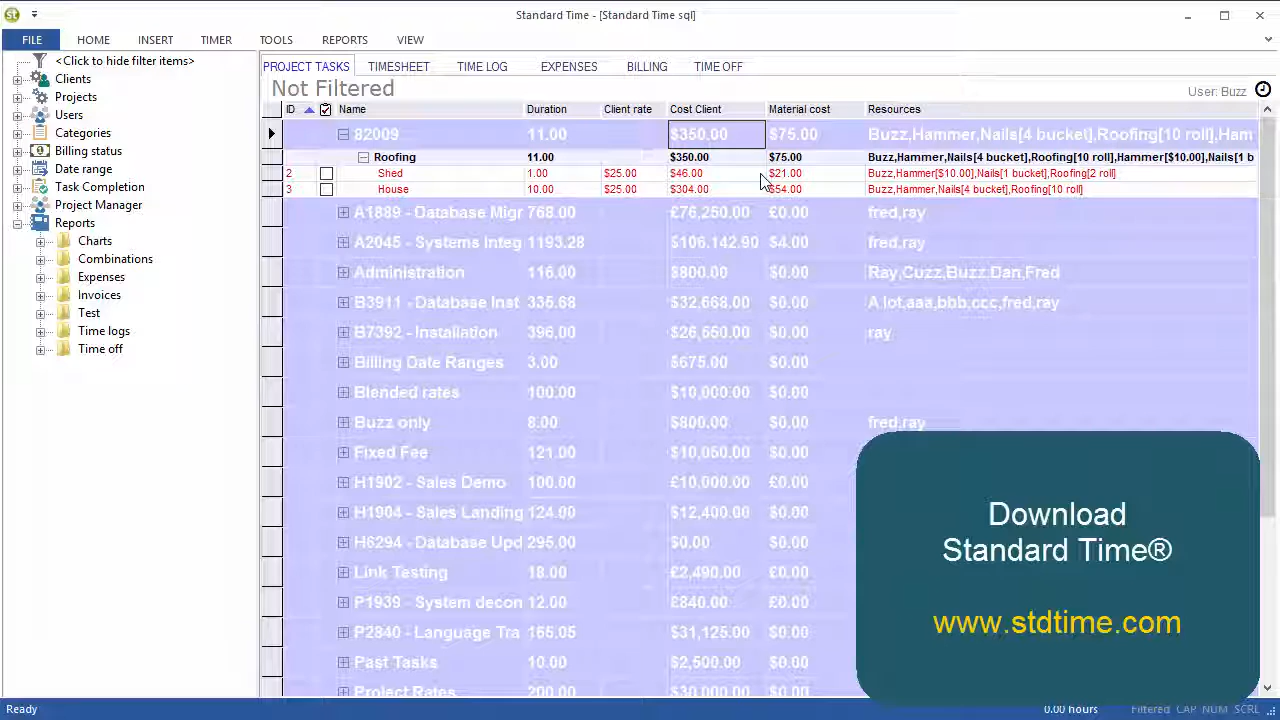 st
Standard Time - [Standard Time sql]
FILE HOME INSERT TIMER TOOLS REPORTS VIEW
<Click to hide filter items>
Clients
Projects
Users
Categories
Billing status
Date range
Task Completion
Project Manager
Reports
Charts
Combinations
Expenses
Invoices
Test
Time logs
Time off
PROJECT TASKS TIMESHEET TIME LOG EXPENSES BILLING TIME OFF
Not Filtered
User: Buzz
ID Name Duration Client rate Cost Client Material cost Resources
82009 11.00 $350.00 $75.00 Buzz,Hammer,Nails[4 bucket],Roofing[10 roll],Ham
Roofing 11.00 $350.00 $75.00 Buzz,Hammer,Nails[4 bucket],Roofing[10 roll],Hammer[$10.00],Nails[1 b
2 Shed 1.00 $25.00 $46.00 $21.00 Buzz,Hammer[$10.00],Nails[1 bucket],Roofing[2 roll]
3 House 10.00 $25.00 $304.00 $54.00 Buzz,Hammer,Nails[4 bucket],Roofing[10 roll]
A1889 - Database Migr 768.00 £76,250.00 £0.00 fred,ray
A2045 - Systems Integ 1193.28 $106,142.90 $4.00 fred,ray
Administration 116.00 $800.00 $0.00 Ray,Cuzz,Buzz,Dan,Fred
B3911 - Database Inst 335.68 $32,668.00 $0.00 A lot,aaa,bbb,ccc,fred,ray
B7392 - Installation 396.00 $26,550.00 $0.00 ray
Billing Date Ranges 3.00 $675.00 $0.00
Blended rates 100.00 $10,000.00 $0.00
Buzz only 8.00 $800.00 $0.00 fred,ray
Fixed Fee 121.00 $10,050.00 $0.00
H1902 - Sales Demo 100.00 £10,000.00 £0.00
H1904 - Sales Landing 124.00 $12,400.00 $0.00
H6294 - Database Upd 295.00 $0.00 $0.00
Link Testing 18.00 £2,490.00 £0.00
P1939 - System decon 12.00 £840.00 £0.00
P2840 - Language Tra 165.05 $31,125.00 $0.00
Past Tasks 10.00 $2,500.00 $0.00
Project Rates 200.00 $30,000.00 $0.00
Download
Standard Time®
www.stdtime.com
Ready 0.00 hours Filtered CAP NUM SCRL